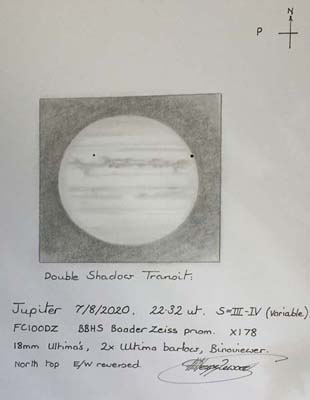 N
P
Double Shadow Transit:
Jupiter 7/8/2020. 22:32 ut. S=III-IV (Variable)
FC100DZ BBHS Baader Zeiss prism. x178
18mm Ultima's, 2x Ultima barlow, Binoviewer.
North top E/W reversed.